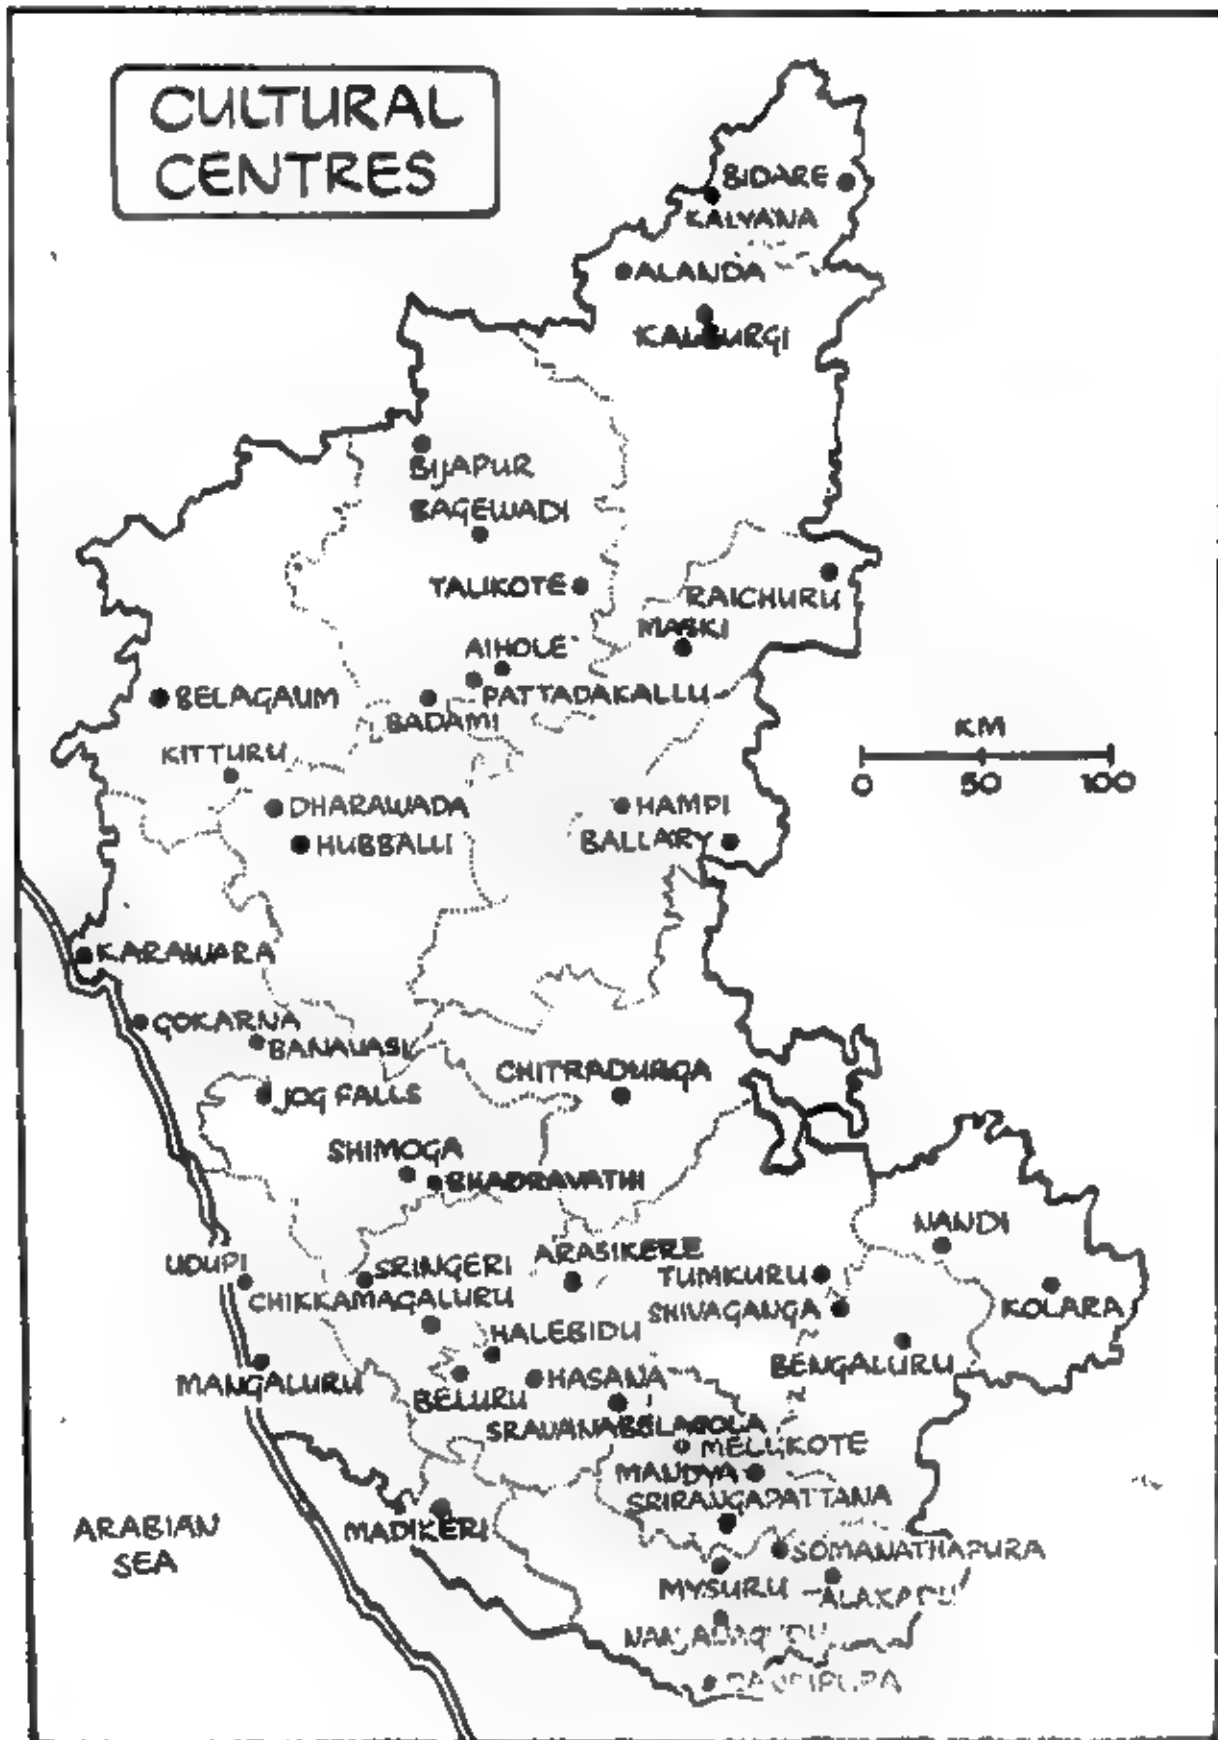 CULTURAL
CENTRES
BIDARE
KALYANA
ALANDA
KALBURGI
BIJAPUR
BAGEWADI
TALIKOTE
RAICHURU
MASKI
AIHOLE
PATTADAKALLU
BELAGAUM
BADAMI
KITTURU
KM
0 50 100
DHARAWADA
HAMPI
HUBBALLI
BALLARY
KARAWARA
GOKARNA
BANAVASI
JOG FALLS
CHITRADURGA
SHIMOGA
BHADRAVATHI
NANDI
UDUPI
SRINGERI
ARASIKERE
TUMKURU
CHIKKAMAGALURU
SHIVAGANGA
KOLARA
HALEBIDU
BENGALURU
MANGALURU
BELURU
HASANA
SRAVANABELAGOLA
MELUKOTE
MANDYA
SRIRANGAPATTANA
ARABIAN
SEA
MADIKERI
SOMANATHAPURA
MYSURU
TALAKADU